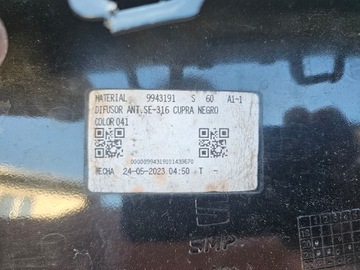 MATERIAL 9943191 S 60 A1-1
DIFUSOR ANT.SE-316 CUPRA NEGRO
COLOR 041
FECHA 24-05-2023 04:50 T -
SMP